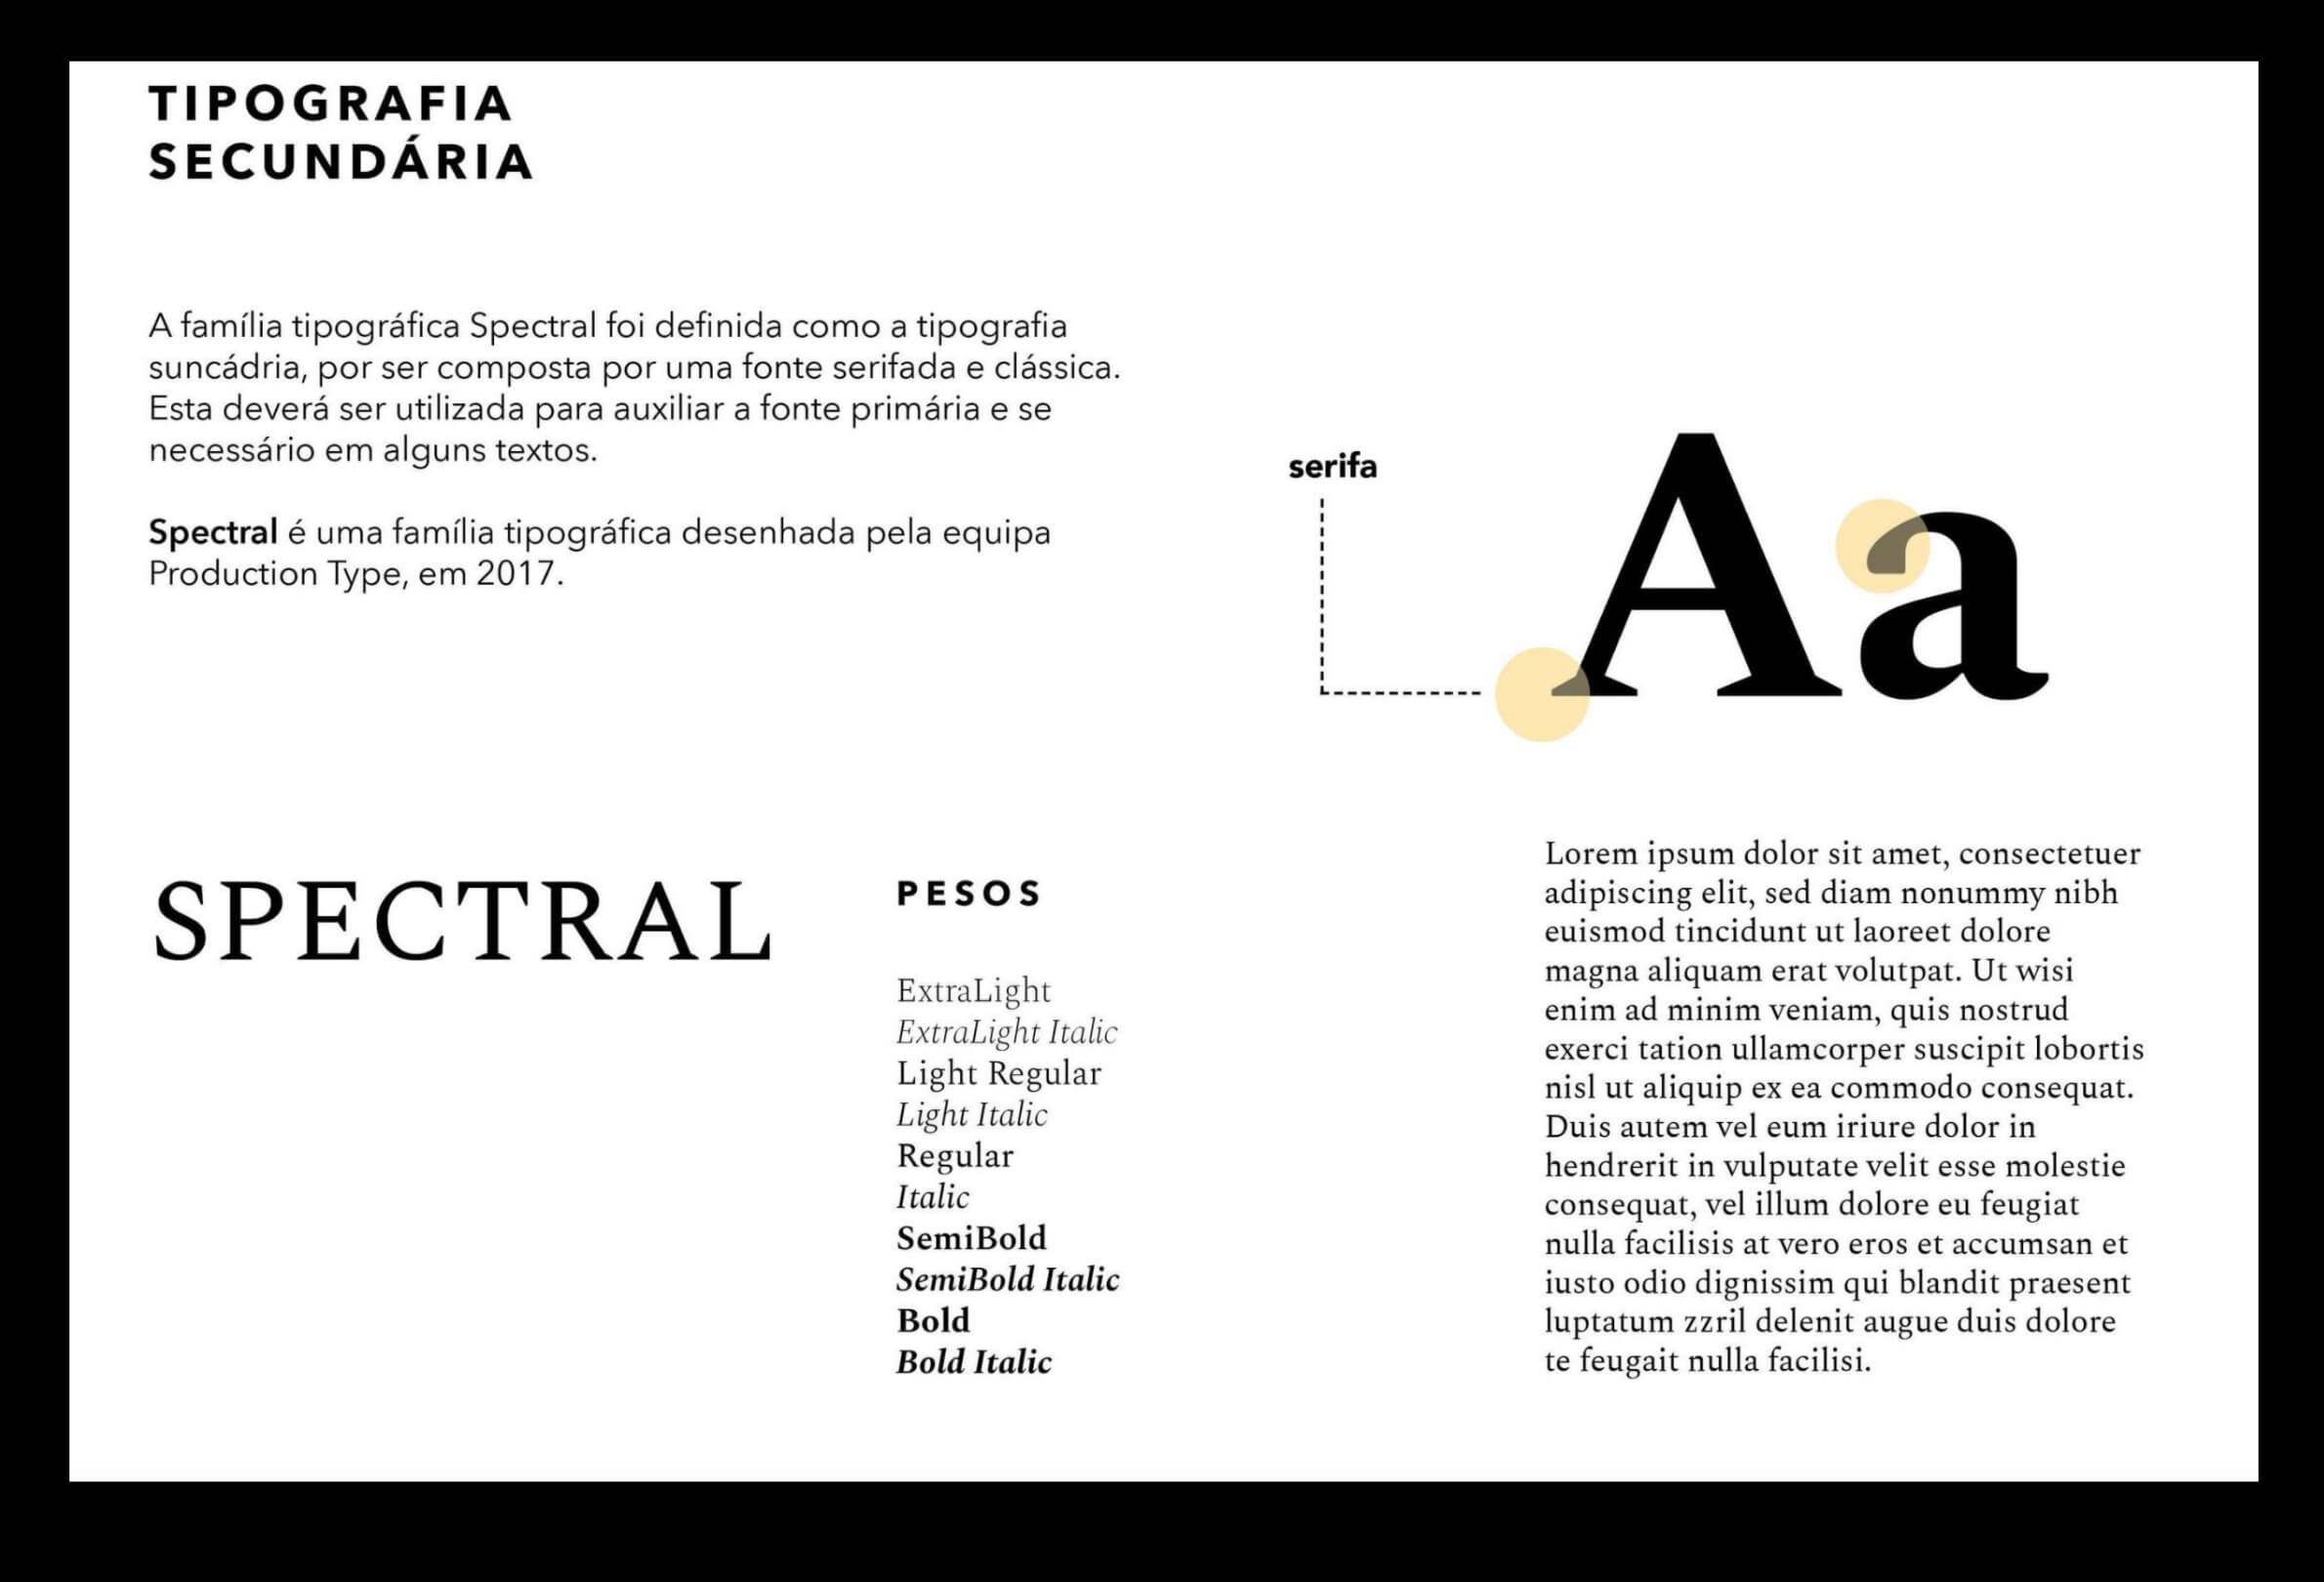 TIPOGRAFIA
SECUNDÁRIA
A família tipográfica Spectral foi definida como a tipografia
suncádria, por ser composta por uma fonte serifada e clássica.
Esta deverá ser utilizada para auxiliar a fonte primária e se
necessário em alguns textos.
Spectral é uma família tipográfica desenhada pela equipa
Production Type, em 2017.
serifa
Aa
SPECTRAL
PESOS
ExtraLight
ExtraLight Italic
Light Regular
Light Italic
Regular
Italic
SemiBold
SemiBold Italic
Bold
Bold Italic
Lorem ipsum dolor sit amet, consectetuer
adipiscing elit, sed diam nonummy nibh
euismod tincidunt ut laoreet dolore
magna aliquam erat volutpat. Ut wisi
enim ad minim veniam, quis nostrud
exerci tation ullamcorper suscipit lobortis
nisl ut aliquip ex ea commodo consequat.
Duis autem vel eum iriure dolor in
hendrerit in vulputate velit esse molestie
consequat, vel illum dolore eu feugiat
nulla facilisis at vero eros et accumsan et
iusto odio dignissim qui blandit praesent
luptatum zzril delenit augue duis dolore
te feugait nulla facilisi.